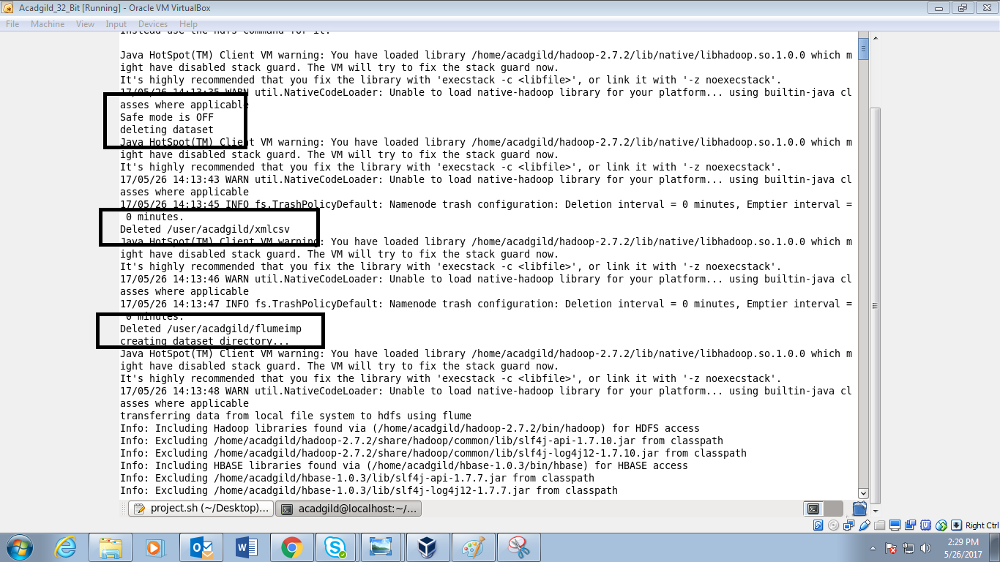 Acadgild_32_Bit [Running] - Oracle VM VirtualBox
File Machine View Input Devices Help
Instead use the hdfs command for it.
Java HotSpot(TM) Client VM warning: You have loaded library /home/acadgild/hadoop-2.7.2/lib/native/libhadoop.so.1.0.0 which m
ight have disabled stack guard. The VM will try to fix the stack guard now.
It's highly recommended that you fix the library with 'execstack -c <libfile>', or link it with '-z noexecstack'.
17/05/26 14:13:35 WARN util.NativeCodeLoader: Unable to load native-hadoop library for your platform... using builtin-java cl
asses where applicable
Safe mode is OFF
deleting dataset
Java HotSpot(TM) Client VM warning: You have loaded library /home/acadgild/hadoop-2.7.2/lib/native/libhadoop.so.1.0.0 which m
ight have disabled stack guard. The VM will try to fix the stack guard now.
It's highly recommended that you fix the library with 'execstack -c <libfile>', or link it with '-z noexecstack'.
17/05/26 14:13:43 WARN util.NativeCodeLoader: Unable to load native-hadoop library for your platform... using builtin-java cl
asses where applicable
17/05/26 14:13:45 INFO fs.TrashPolicyDefault: Namenode trash configuration: Deletion interval = 0 minutes, Emptier interval =
0 minutes.
Deleted /user/acadgild/xmlcsv
Java HotSpot(TM) Client VM warning: You have loaded library /home/acadgild/hadoop-2.7.2/lib/native/libhadoop.so.1.0.0 which m
ight have disabled stack guard. The VM will try to fix the stack guard now.
It's highly recommended that you fix the library with 'execstack -c <libfile>', or link it with '-z noexecstack'.
17/05/26 14:13:46 WARN util.NativeCodeLoader: Unable to load native-hadoop library for your platform... using builtin-java cl
asses where applicable
17/05/26 14:13:47 INFO fs.TrashPolicyDefault: Namenode trash configuration: Deletion interval = 0 minutes, Emptier interval =
0 minutes.
Deleted /user/acadgild/flumeimp
creating dataset directory...
Java HotSpot(TM) Client VM warning: You have loaded library /home/acadgild/hadoop-2.7.2/lib/native/libhadoop.so.1.0.0 which m
ight have disabled stack guard. The VM will try to fix the stack guard now.
It's highly recommended that you fix the library with 'execstack -c <libfile>', or link it with '-z noexecstack'.
17/05/26 14:13:48 WARN util.NativeCodeLoader: Unable to load native-hadoop library for your platform... using builtin-java cl
asses where applicable
transferring data from local file system to hdfs using flume
Info: Including Hadoop libraries found via (/home/acadgild/hadoop-2.7.2/bin/hadoop) for HDFS access
Info: Excluding /home/acadgild/hadoop-2.7.2/share/hadoop/common/lib/slf4j-api-1.7.10.jar from classpath
Info: Excluding /home/acadgild/hadoop-2.7.2/share/hadoop/common/lib/slf4j-log4j12-1.7.10.jar from classpath
Info: Including HBASE libraries found via (/home/acadgild/hbase-1.0.3/bin/hbase) for HBASE access
Info: Excluding /home/acadgild/hbase-1.0.3/lib/slf4j-api-1.7.7.jar from classpath
Info: Excluding /home/acadgild/hbase-1.0.3/lib/slf4j-log4j12-1.7.7.jar from classpath
project.sh (~/Desktop)... acadgild@localhost:~/...
Right Ctrl
2:29 PM
5/26/2017